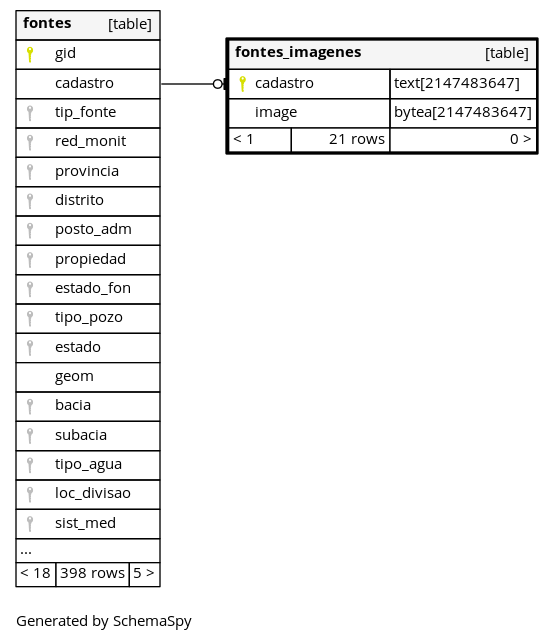 fontes [table]
gid
cadastro
tip_fonte
red_monit
provincia
distrito
posto_adm
propiedad
estado_fon
tipo_pozo
estado
geom
bacia
subacia
tipo_agua
loc_divisao
sist_med
...
< 18 398 rows 5 >
fontes_imagenes [table]
cadastro text[2147483647]
image bytea[2147483647]
< 1 21 rows 0 >
Generated by SchemaSpy